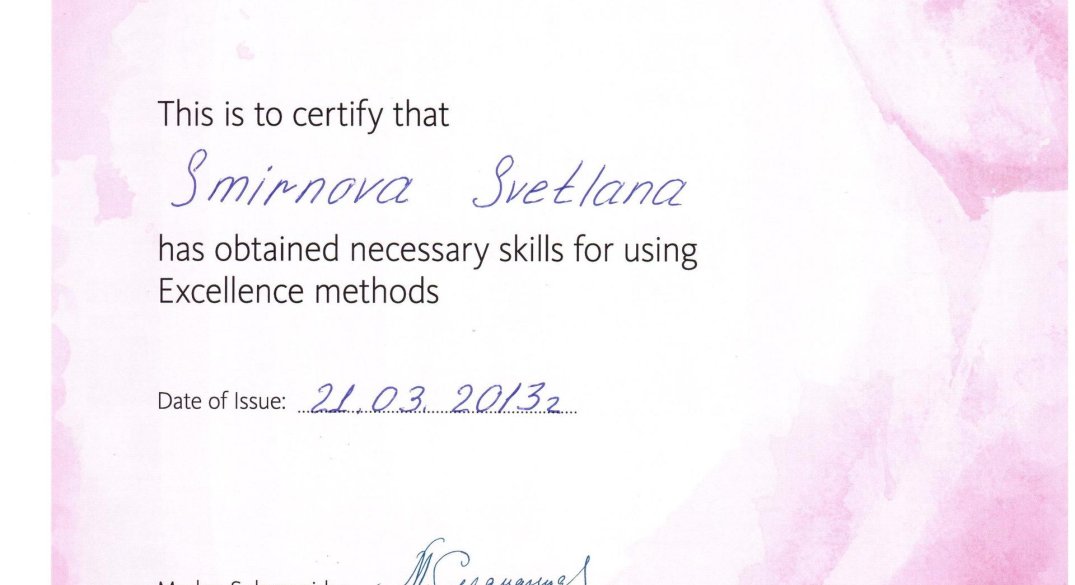 This is to certify that
Smirnova Svetlana
has obtained necessary skills for using
Excellence methods
Date of Issue: 21.03. 2013г